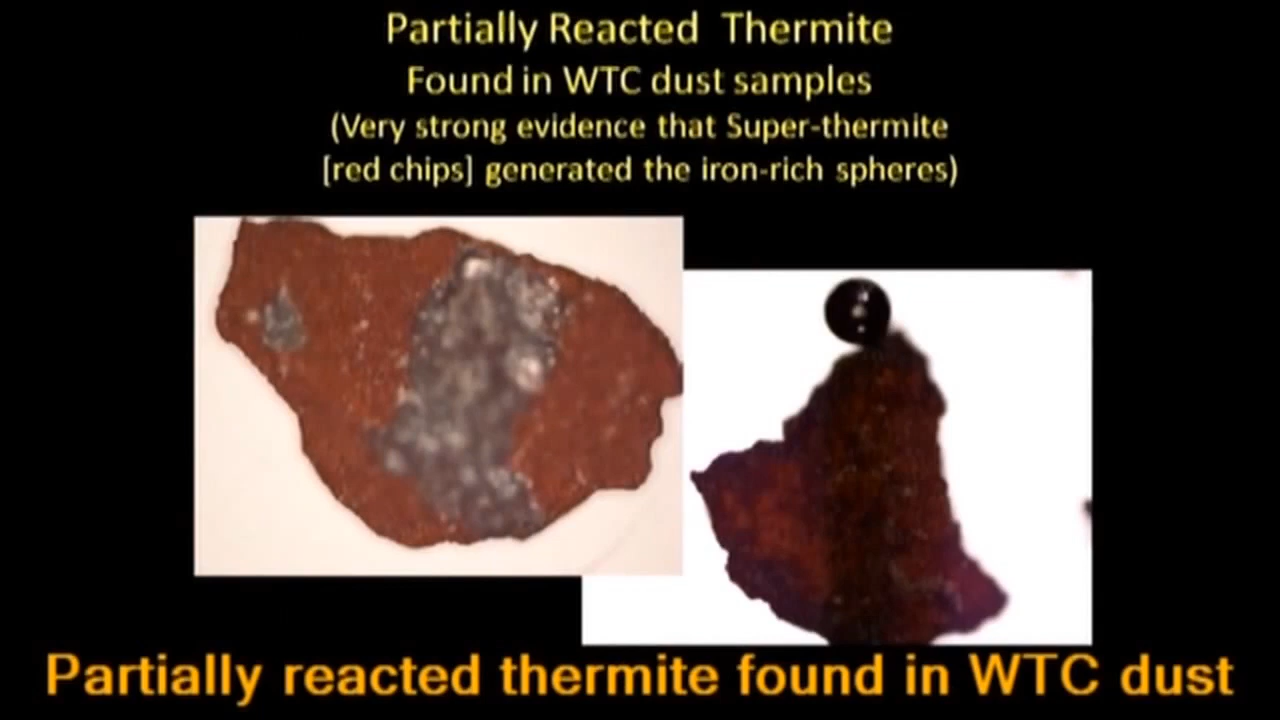 Partially Reacted Thermite
Found in WTC dust samples
(Very strong evidence that Super-thermite
[red chips] generated the iron-rich spheres)
Partially reacted thermite found in WTC dust